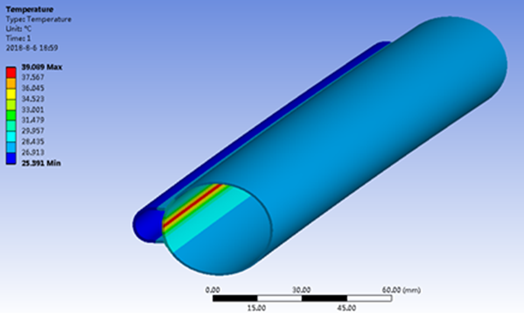 Temperature
Type: Temperature
Unit: °C
Time: 1
2018-8-6 18:59
39.089 Max
37.567
36.045
34.523
33.001
31.479
29.957
28.435
26.913
25.391 Min
0.00 30.00 60.00 (mm)
15.00 45.00